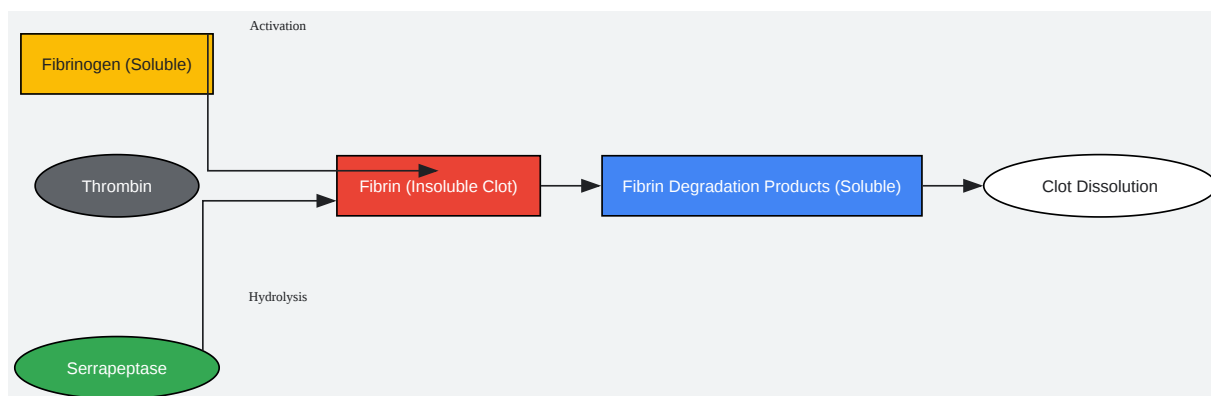 Activation
Fibrinogen (Soluble)
Thrombin
Fibrin (Insoluble Clot)
Fibrin Degradation Products (Soluble)
Clot Dissolution
Hydrolysis
Serrapeptase